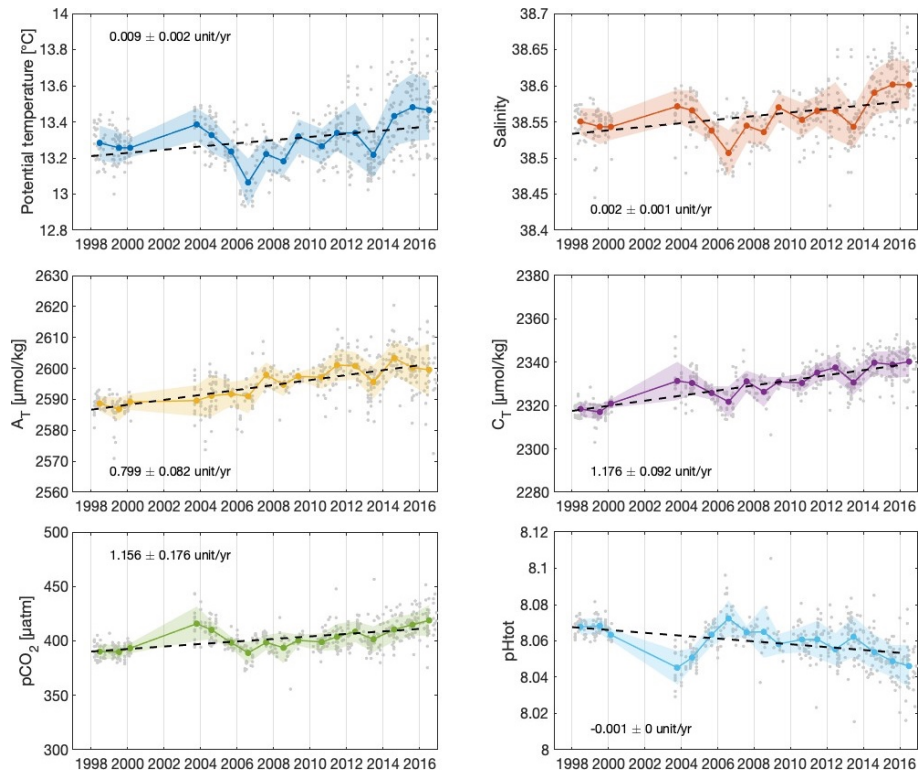 14
13.8
13.6
13.4
13.2
13
12.8
Potential temperature [°C]
0.009 ± 0.002 unit/yr
1998 2000 2002 2004 2006 2008 2010 2012 2014 2016
38.7
38.65
38.6
38.55
38.5
38.45
38.4
Salinity
0.002 ± 0.001 unit/yr
1998 2000 2002 2004 2006 2008 2010 2012 2014 2016
2630
2620
2610
2600
2590
2580
2570
2560
A_T [μmol/kg]
0.799 ± 0.082 unit/yr
1998 2000 2002 2004 2006 2008 2010 2012 2014 2016
2380
2360
2340
2320
2300
2280
C_T [μmol/kg]
1.176 ± 0.092 unit/yr
1998 2000 2002 2004 2006 2008 2010 2012 2014 2016
500
450
400
350
300
pCO₂ [μatm]
1.156 ± 0.176 unit/yr
1998 2000 2002 2004 2006 2008 2010 2012 2014 2016
8.12
8.1
8.08
8.06
8.04
8.02
8
pHtot
-0.001 ± 0 unit/yr
1998 2000 2002 2004 2006 2008 2010 2012 2014 2016